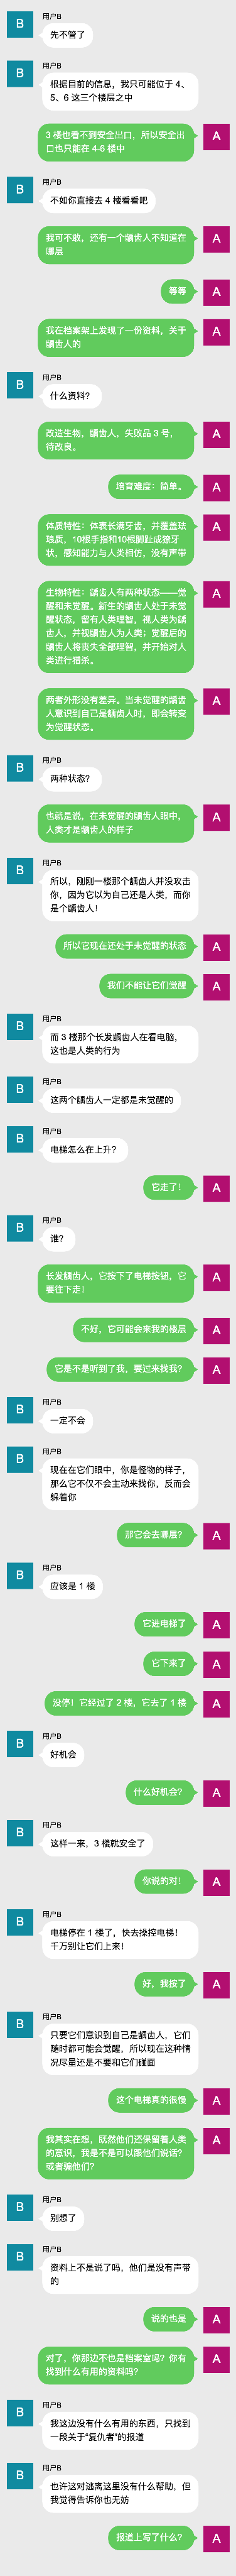 B
用户B
先不管了
B
用户B
根据目前的信息，我只可能位于 4、
5、6 这三个楼层之中
3 楼也看不到安全出口，所以安全出
口也只能在 4-6 楼中
A
B
用户B
不如你直接去 4 楼看看吧
我可不敢，还有一个龋齿人不知道在
哪层
A
等等
A
我在档案架上发现了一份资料，关于
龋齿人的
A
B
用户B
什么资料？
改造生物，龋齿人，失败品 3 号，
待改良。
A
培育难度：简单。
A
体质特性：体表长满牙齿，并覆盖珐
琅质，10根手指和10根脚趾成獠牙
状，感知能力与人类相仿，没有声带
A
生物特性：龋齿人有两种状态——觉
醒和未觉醒。新生的龋齿人处于未觉
醒状态，留有人类理智，视人类为龋
齿人，并视龋齿人为人类；觉醒后的
龋齿人将丧失全部理智，并开始对人
类进行猎杀。
A
两者外形没有差异。当未觉醒的龋齿
人意识到自己是龋齿人时，即会转变
为觉醒状态。
A
B
用户B
两种状态？
也就是说，在未觉醒的龋齿人眼中，
人类才是龋齿人的样子
A
B
用户B
所以，刚刚一楼那个龋齿人并没攻击
你，因为它以为自己还是人类，而你
是个龋齿人！
所以它现在还处于未觉醒的状态
A
我们不能让它们觉醒
A
B
用户B
而 3 楼那个长发龋齿人在看电脑，
这也是人类的行为
B
用户B
这两个龋齿人一定都是未觉醒的
B
用户B
电梯怎么在上升？
它走了！
A
B
用户B
谁？
长发龋齿人，它按下了电梯按钮，它
要往下走！
A
不好，它可能会来我的楼层
A
它是不是听到了我，要过来找我？
A
B
用户B
一定不会
B
用户B
现在在它们眼中，你是怪物的样子，
那么它不仅不会主动来找你，反而会
躲着你
那它会去哪层？
A
B
用户B
应该是 1 楼
它进电梯了
A
它下来了
A
没停！它经过了 2 楼，它去了 1 楼
A
B
用户B
好机会
什么好机会？
A
B
用户B
这样一来，3 楼就安全了
你说的对！
A
B
用户B
电梯停在 1 楼了，快去操控电梯！
千万别让它们上来！
好，我按了
A
B
用户B
只要它们意识到自己是龋齿人，它们
随时都可能会觉醒，所以现在这种情
况尽量还是不要和它们碰面
这个电梯真的很慢
A
我其实在想，既然他们还保留着人类
的意识，我是不是可以跟他们说话？
或者骗他们？
A
B
用户B
别想了
B
用户B
资料上不是说了吗，他们是没有声带
的
说的也是
A
对了，你那边不也是档案室吗？你有
找到什么有用的资料吗？
A
B
用户B
我这边没有什么有用的东西，只找到
一段关于“复仇者”的报道
B
用户B
也许这对逃离这里没有什么帮助，但
我觉得告诉你也无妨
报道上写了什么？
A